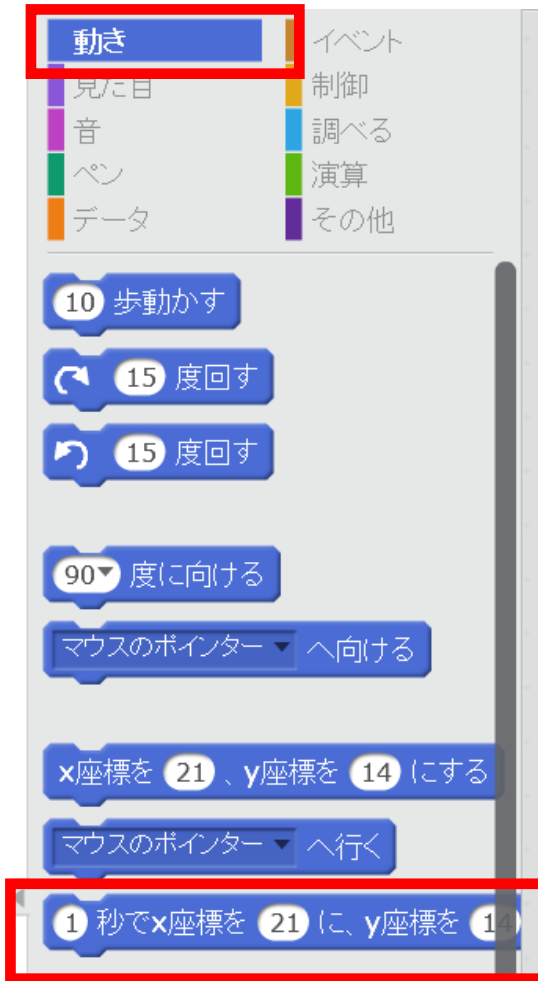 動き イベント
見た目 制御
音 調べる
ペン 演算
データ その他
10 歩動かす
15 度回す
15 度回す
90 度に向ける
マウスのポインター へ向ける
x座標を 21 、y座標を 14 にする
マウスのポインター へ行く
1 秒でx座標を 21 に、y座標を 14